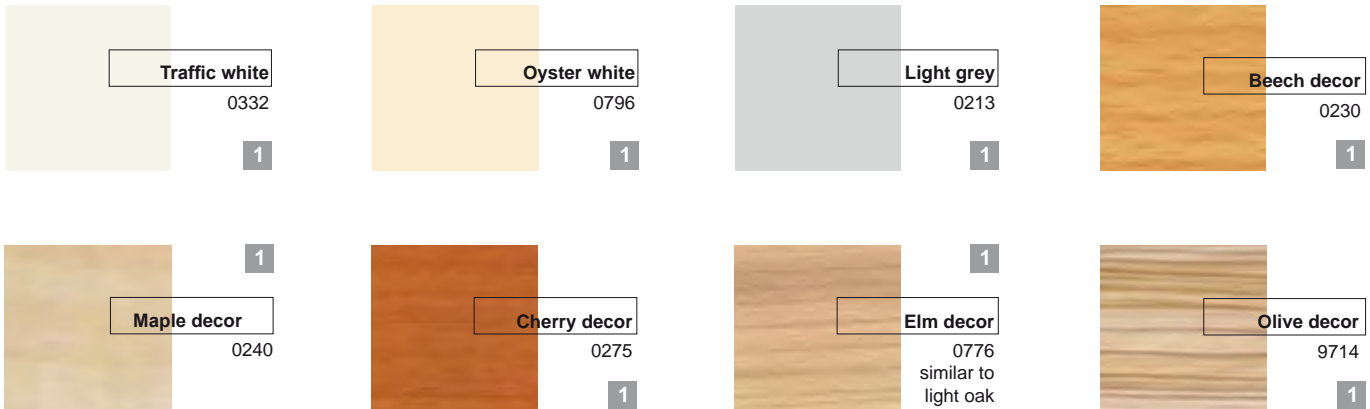 Traffic white
0332
1
Oyster white
0796
1
Light grey
0213
1
Beech decor
0230
1
1
Maple decor
0240
Cherry decor
0275
1
1
Elm decor
0776
similar to
light oak
Olive decor
9714
1